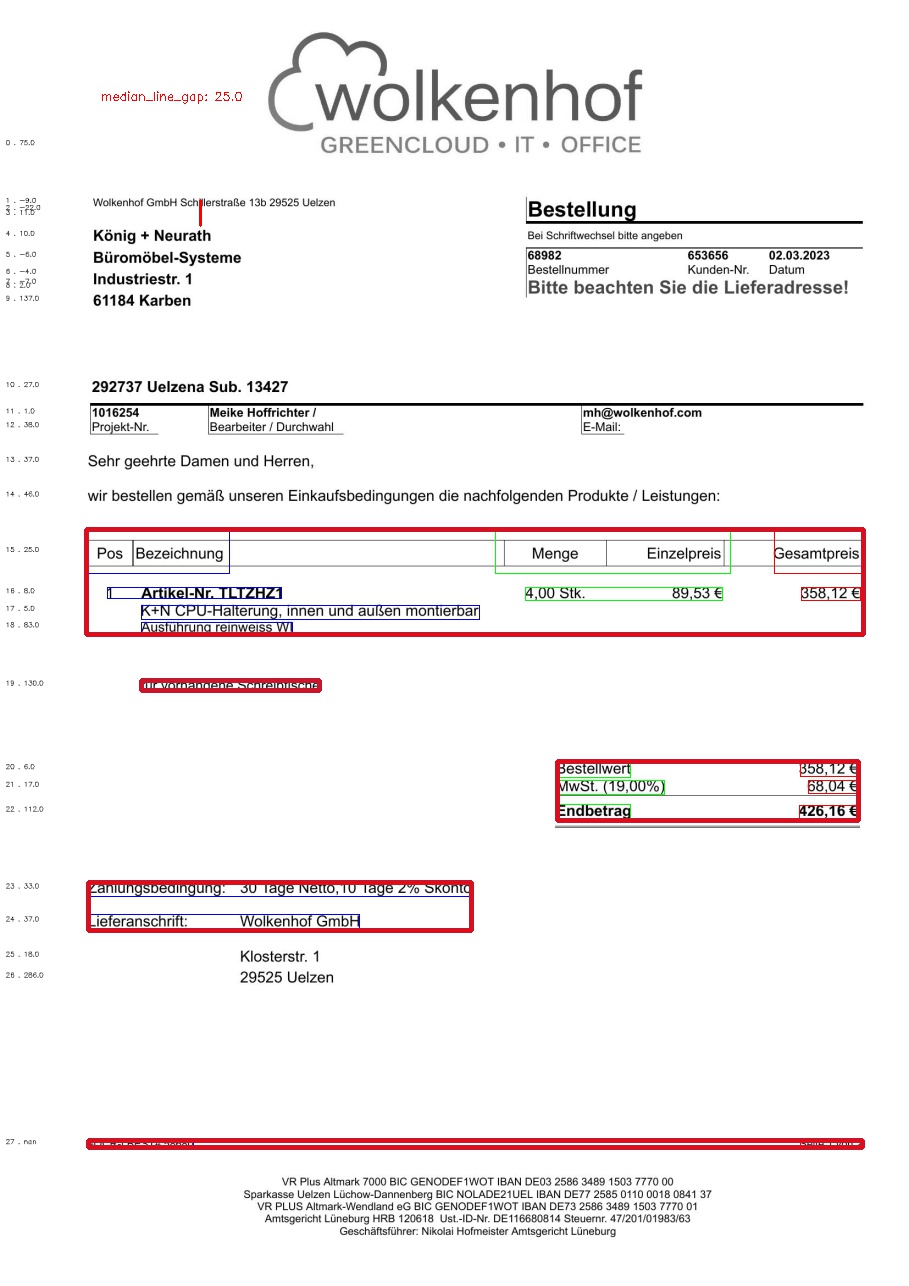 median_line_gap: 25.0
wolkenhof
GREENCLOUD • IT • OFFICE
0 . 75.0
1 . -9.0
3 . 11.0
4 . 10.0
5 . -6.0
6 . -4.0
8 . 2.0
9 . 137.0
Wolkenhof GmbH Schillerstraße 13b 29525 Uelzen
König + Neurath
Büromöbel-Systeme
Industriestr. 1
61184 Karben
Bestellung
Bei Schriftwechsel bitte angeben
68982 653656 02.03.2023
Bestellnummer Kunden-Nr. Datum
Bitte beachten Sie die Lieferadresse!
10 . 27.0 292737 Uelzena Sub. 13427
11 . 1.0 1016254 Meike Hoffrichter / mh@wolkenhof.com
12 . 38.0 Projekt-Nr. Bearbeiter / Durchwahl E-Mail:
13 . 37.0 Sehr geehrte Damen und Herren,
14 . 46.0 wir bestellen gemäß unseren Einkaufsbedingungen die nachfolgenden Produkte / Leistungen:
15 . 25.0 Pos Bezeichnung Menge Einzelpreis Gesamtpreis
16 . 8.0 1 Artikel-Nr. TLTZHZ1 4,00 Stk. 89,53 € 358,12 €
17 . 5.0 K+N CPU-Halterung, innen und außen montierbar
18 . 83.0 Ausführung reinweiss WI
19 . 130.0 für vorhandene Schreibtische
20 . 6.0 Bestellwert 358,12 €
21 . 17.0 MwSt. (19,00%) 68,04 €
22 . 112.0 Endbetrag 426,16 €
23 . 33.0 Zahlungsbedingung: 30 Tage Netto,10 Tage 2% Skonto
24 . 37.0 Lieferanschrift: Wolkenhof GmbH
25 . 18.0 Klosterstr. 1
26 . 286.0 29525 Uelzen
27 . nan
VR Plus Altmark 7000 BIC GENODEF1WOT IBAN DE03 2586 3489 1503 7770 00
Sparkasse Uelzen Lüchow-Dannenberg BIC NOLADE21UEL IBAN DE77 2585 0110 0018 0841 37
VR PLUS Altmark-Wendland eG BIC GENODEF1WOT IBAN DE73 2586 3489 1503 7770 01
Amtsgericht Lüneburg HRB 120618 Ust.-ID-Nr. DE116680814 Steuernr. 47/201/01983/63
Geschäftsführer: Nikolai Hofmeister Amtsgericht Lüneburg